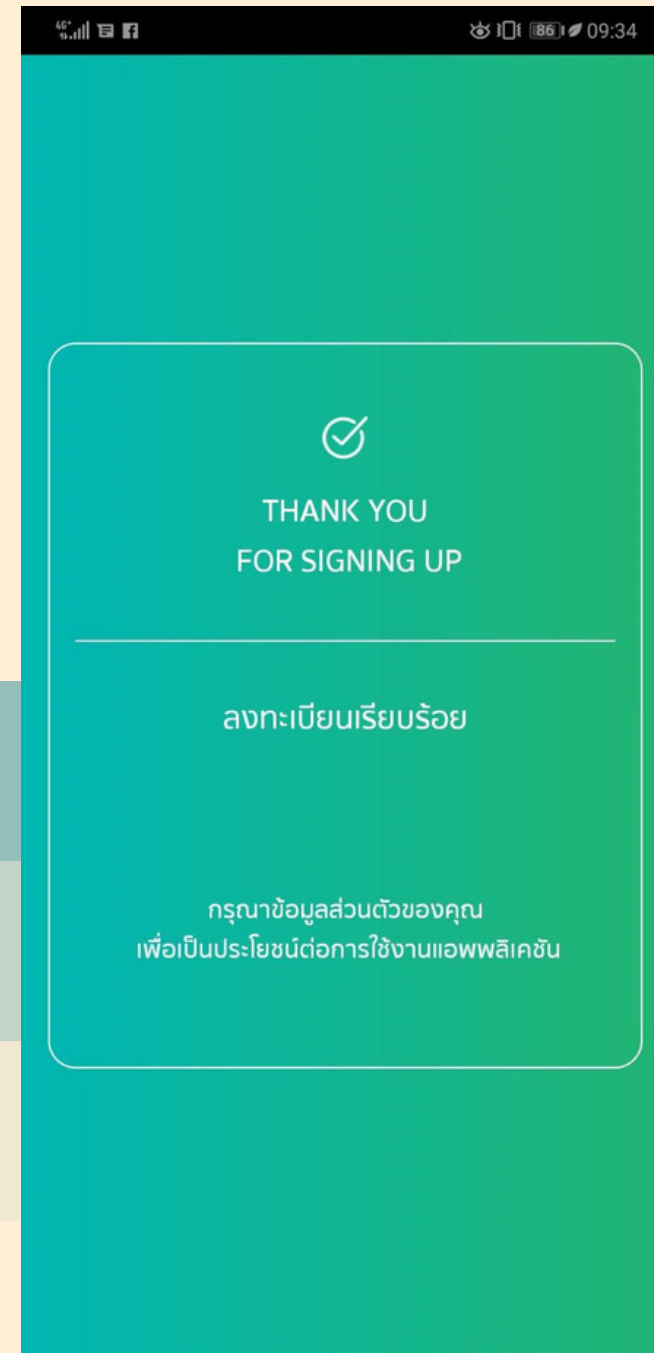 4G+
86
09:34
THANK YOU
FOR SIGNING UP
ลงทะเบียนเรียบร้อย
กรุณาข้อมูลส่วนตัวของคุณ
เพื่อเป็นประโยชน์ต่อการใช้งานแอพพลิเคชัน